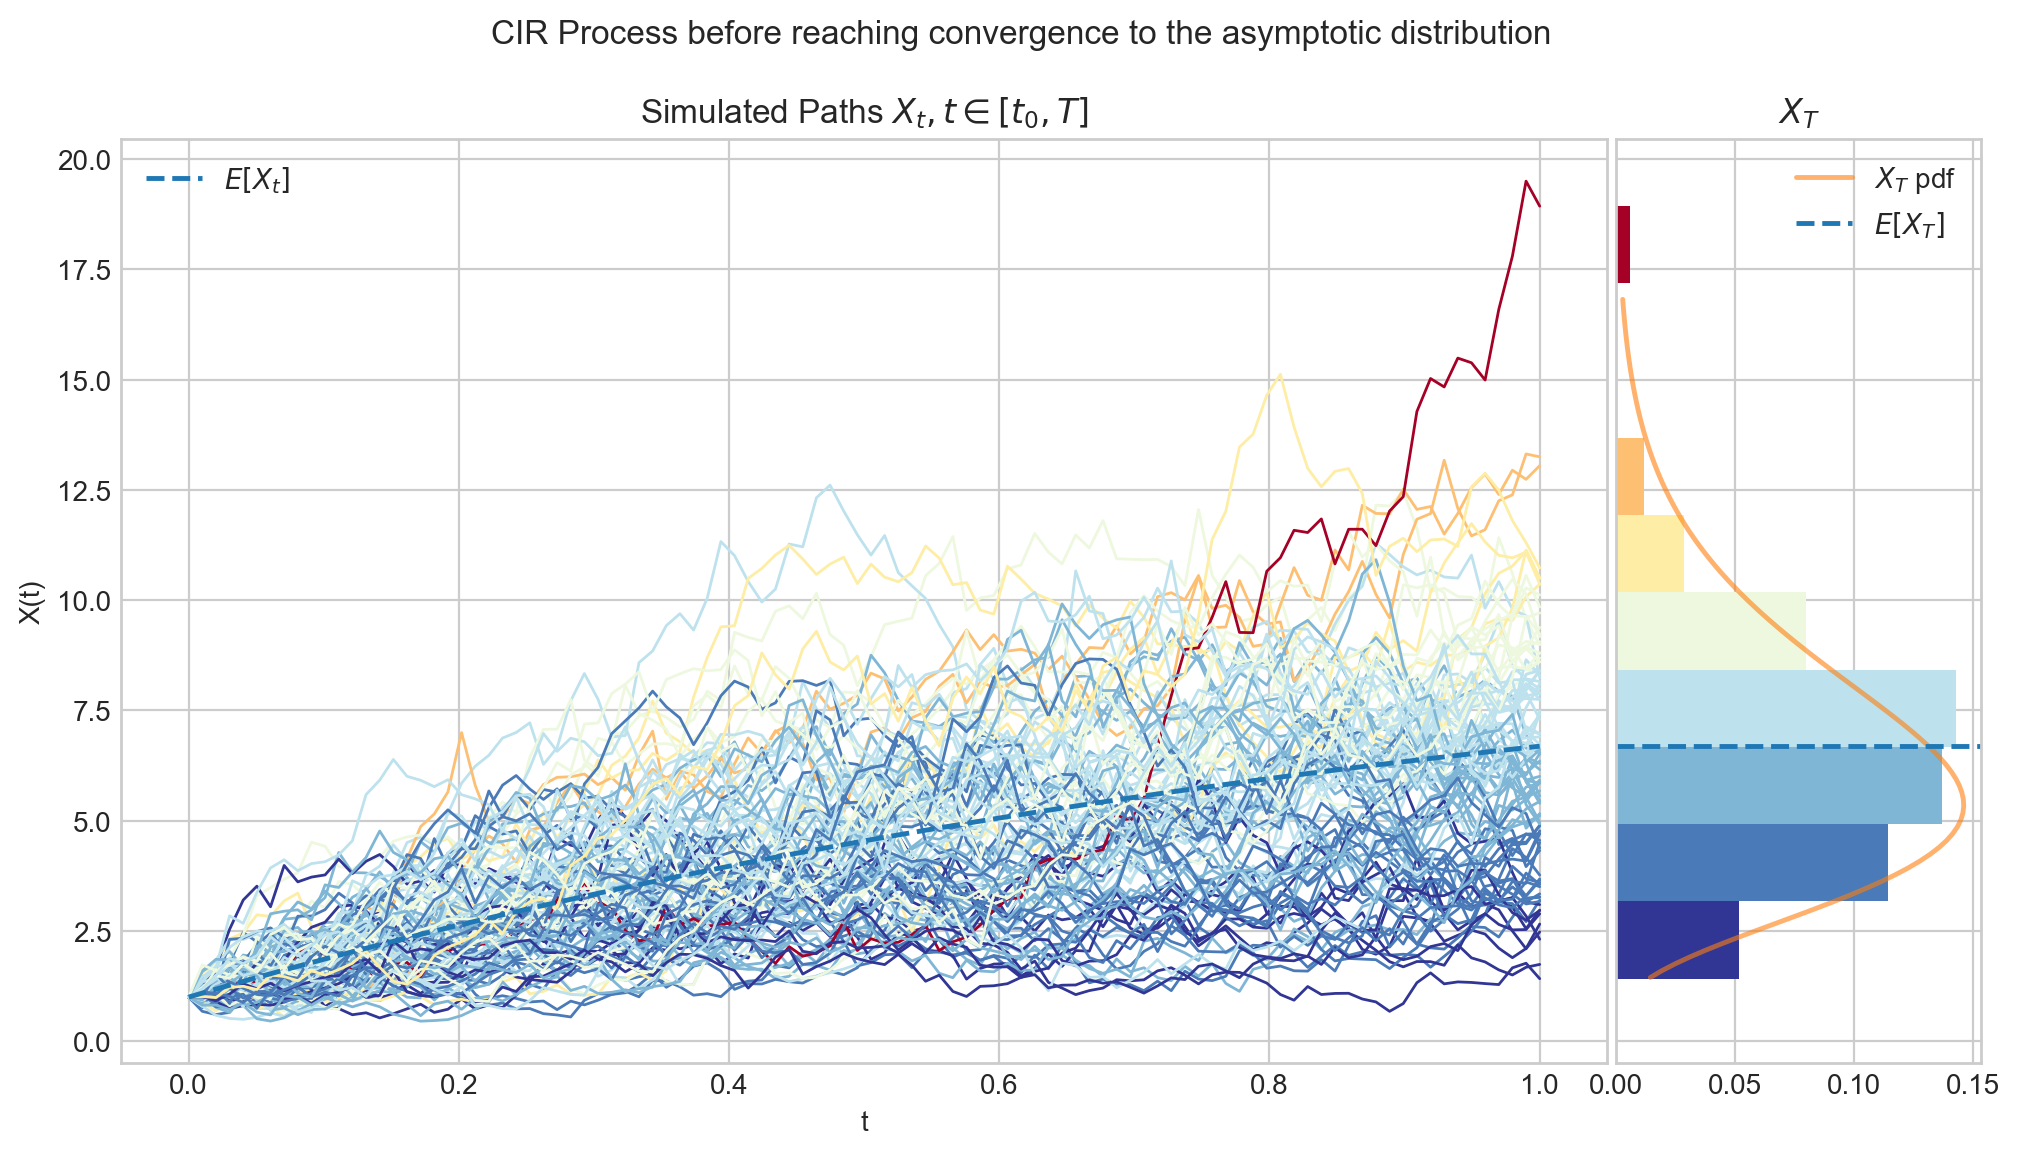 CIR Process before reaching convergence to the asymptotic distribution
Simulated Paths $X_t, t \in [t_0, T]$
$X_T$
$E[X_t]$
$X_T$ pdf
$E[X_T]$
X(t)
20.0
17.5
15.0
12.5
10.0
7.5
5.0
2.5
0.0
0.0 0.2 0.4 0.6 0.8 1.0
0.00 0.05 0.10 0.15
t